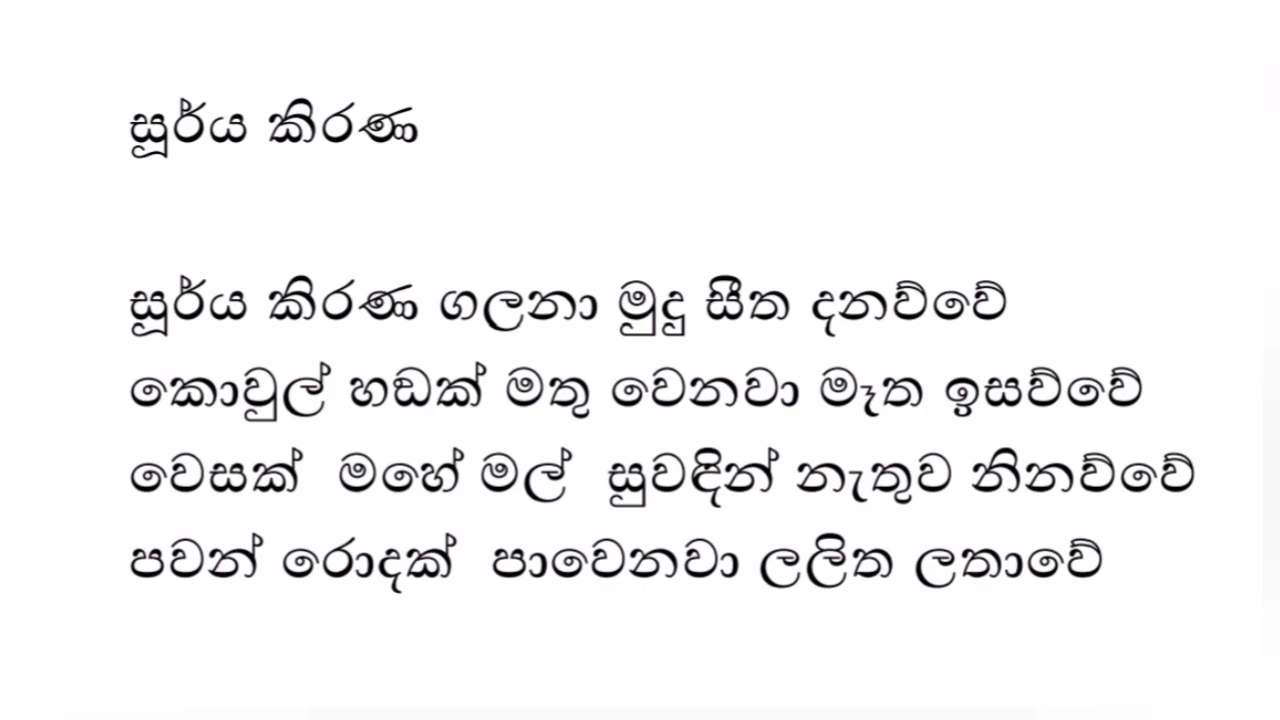 සූර්ය කිරණ
සූර්ය කිරණ ගලනා මුදු සීත දනව්වේ
කොවුල් හඬක් මතු වෙනවා මෑත ඉසව්වේ
වෙසක් මහේ මල් සුවඳින් නැතුව නිනව්වේ
පවන් රොදක් පාවෙනවා ලලිත ලතාවේ